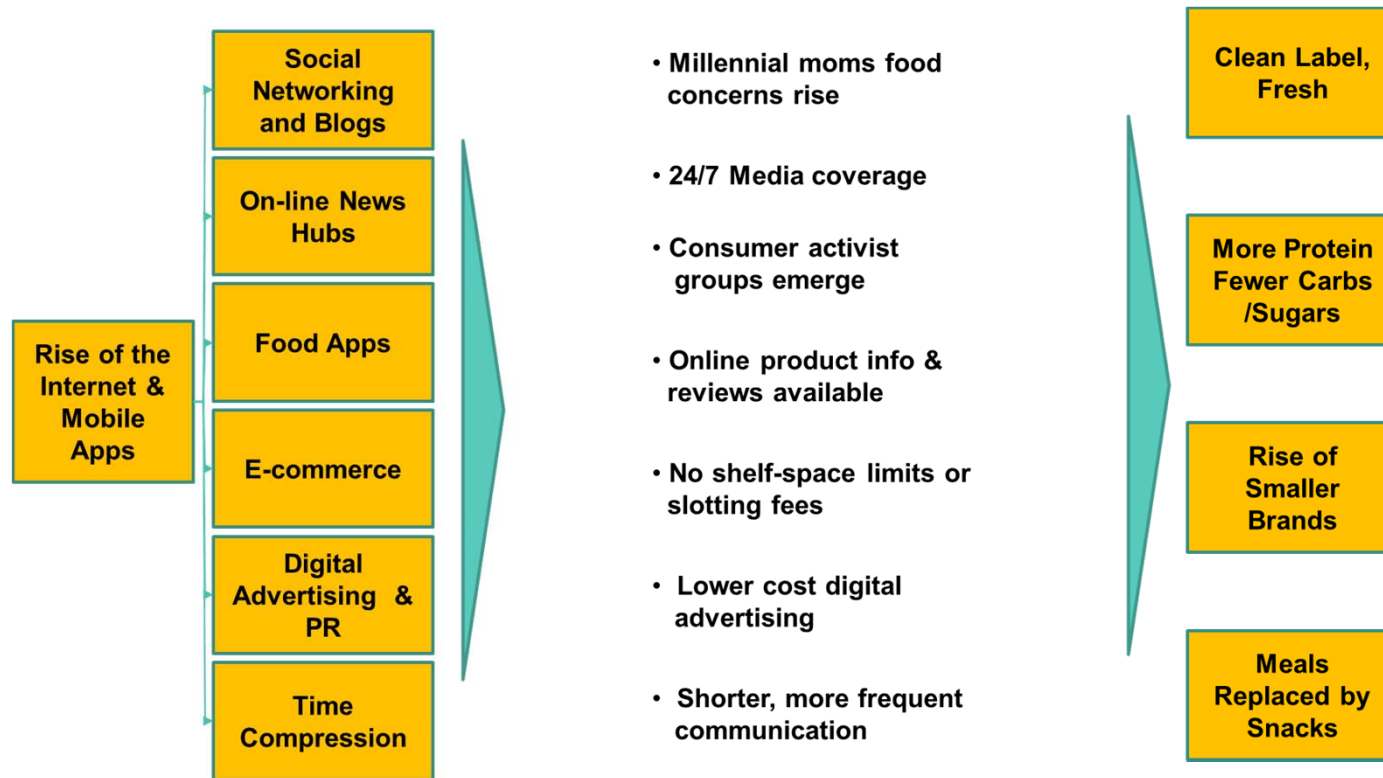 Rise of the
Internet &
Mobile
Apps
Social
Networking
and Blogs
On-line News
Hubs
Food Apps
E-commerce
Digital
Advertising &
PR
Time
Compression
• Millennial moms food
concerns rise
• 24/7 Media coverage
• Consumer activist
groups emerge
• Online product info &
reviews available
• No shelf-space limits or
slotting fees
• Lower cost digital
advertising
• Shorter, more frequent
communication
Clean Label,
Fresh
More Protein
Fewer Carbs
/Sugars
Rise of
Smaller
Brands
Meals
Replaced by
Snacks